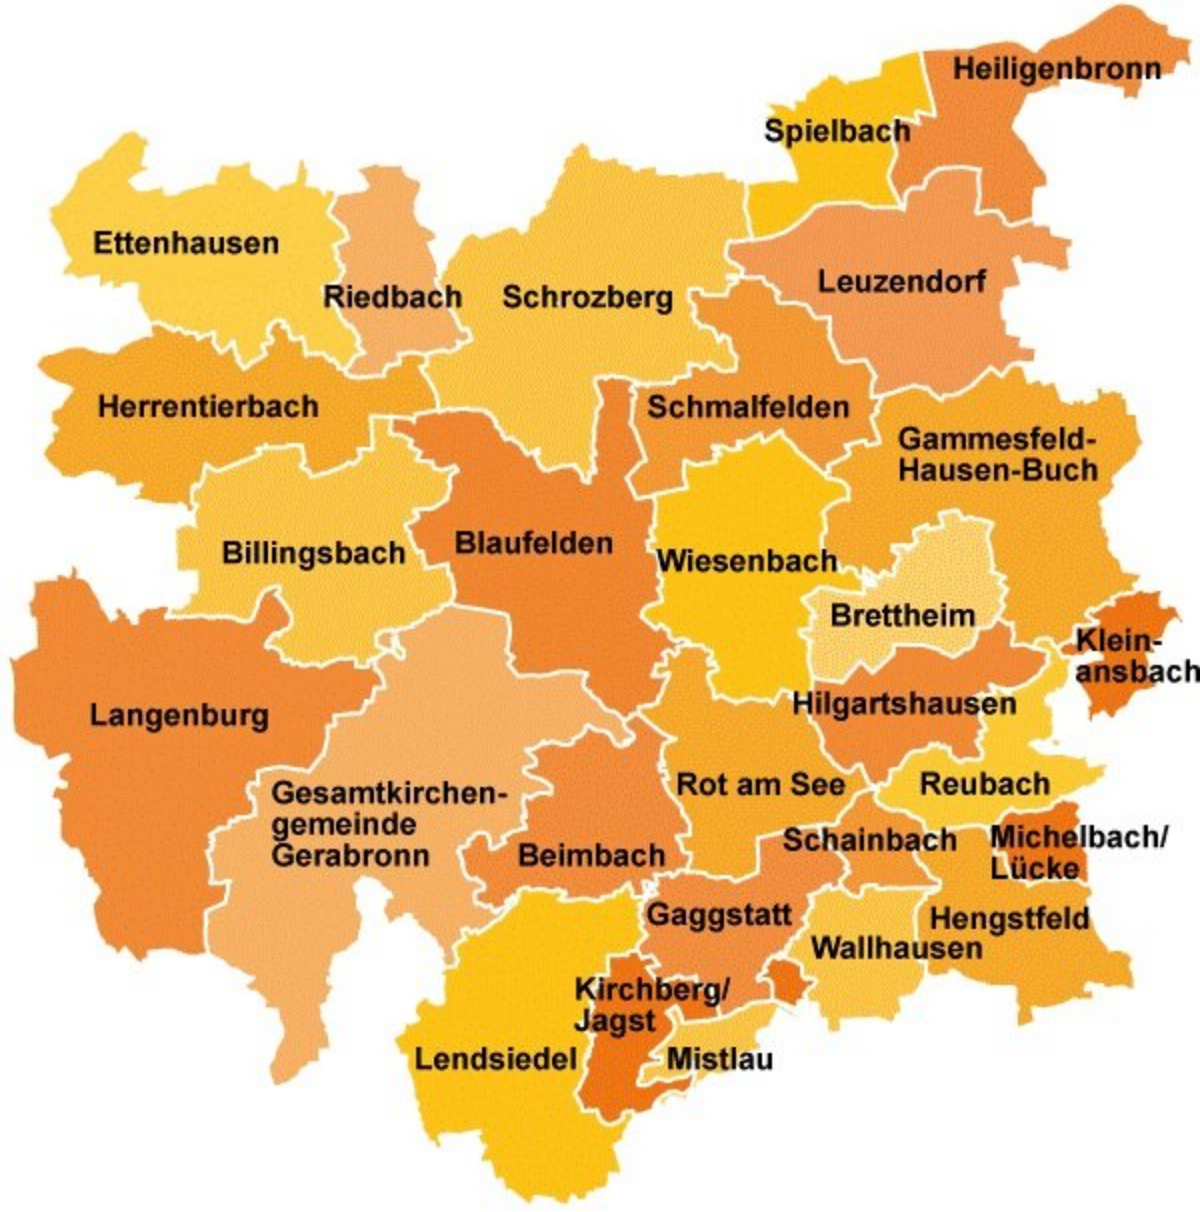 Heiligenbronn
Spielbach
Ettenhausen
Leuzendorf
Riedbach
Schrozberg
Herrentierbach
Schmalfelden
Gammesfeld-
Hausen-Buch
Billingsbach
Blaufelden
Wiesenbach
Brettheim
Klein-
ansbach
Langenburg
Hilgartshausen
Gesamtkirchen-
gemeinde
Gerabronn
Rot am See
Reubach
Beimbach
Schainbach
Michelbach/
Lücke
Gaggstatt
Hengstfeld
Wallhausen
Kirchberg/
Jagst
Lendsiedel
Mistlau